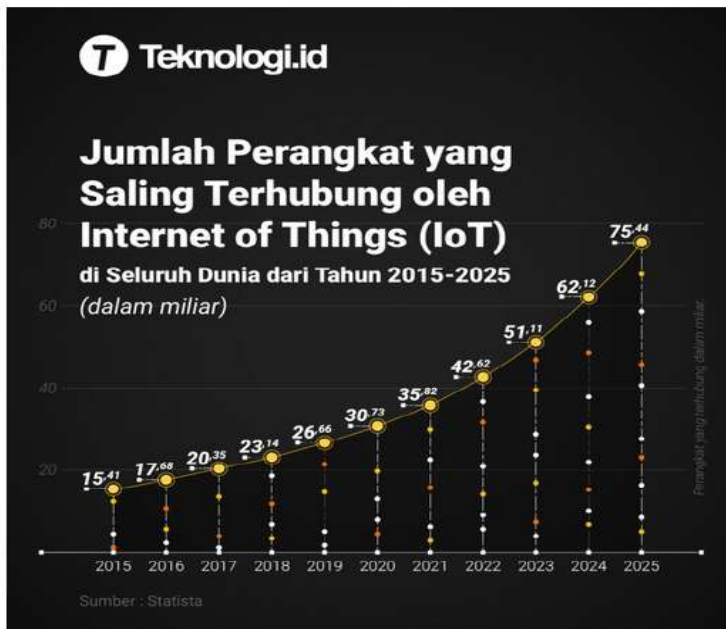 T Teknologi.id
Jumlah Perangkat yang
Saling Terhubung oleh
Internet of Things (IoT)
di Seluruh Dunia dari Tahun 2015-2025
(dalam miliar)
80
60
40
20
15,41
17,68
20,35
23,14
26,66
30,73
35,82
42,62
51,11
62,12
75,44
Perangkat yang terhubung dalam miliar.
2015 2016 2017 2018 2019 2020 2021 2022 2023 2024 2025
Sumber : Statista